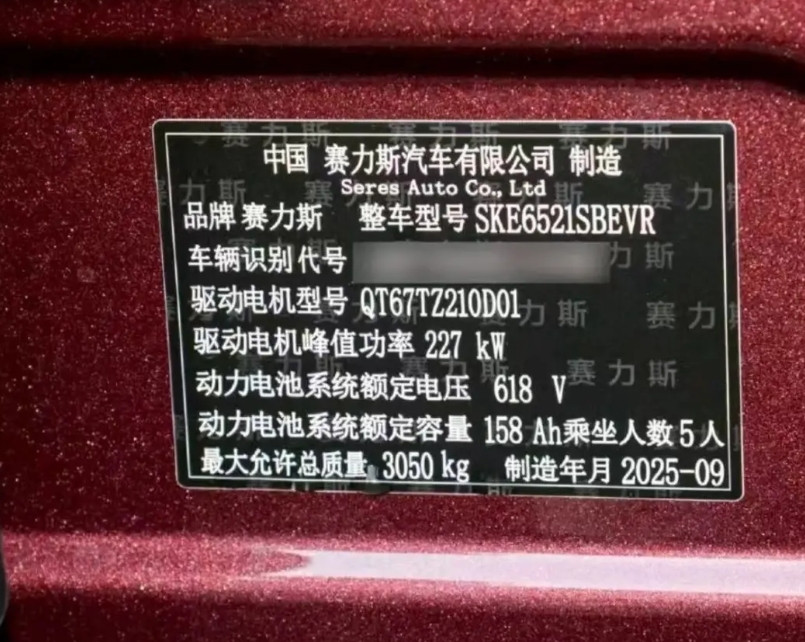 中国 赛力斯汽车有限公司 制造
Seres Auto Co., Ltd
品牌 赛力斯 整车型号 SKE6521SBEVR
车辆识别代号
驱动电机型号 QT67TZ210D01
驱动电机峰值功率 227 kW
动力电池系统额定电压 618 V
动力电池系统额定容量 158 Ah乘坐人数 5 人
最大允许总质量 3050 kg 制造年月 2025-09